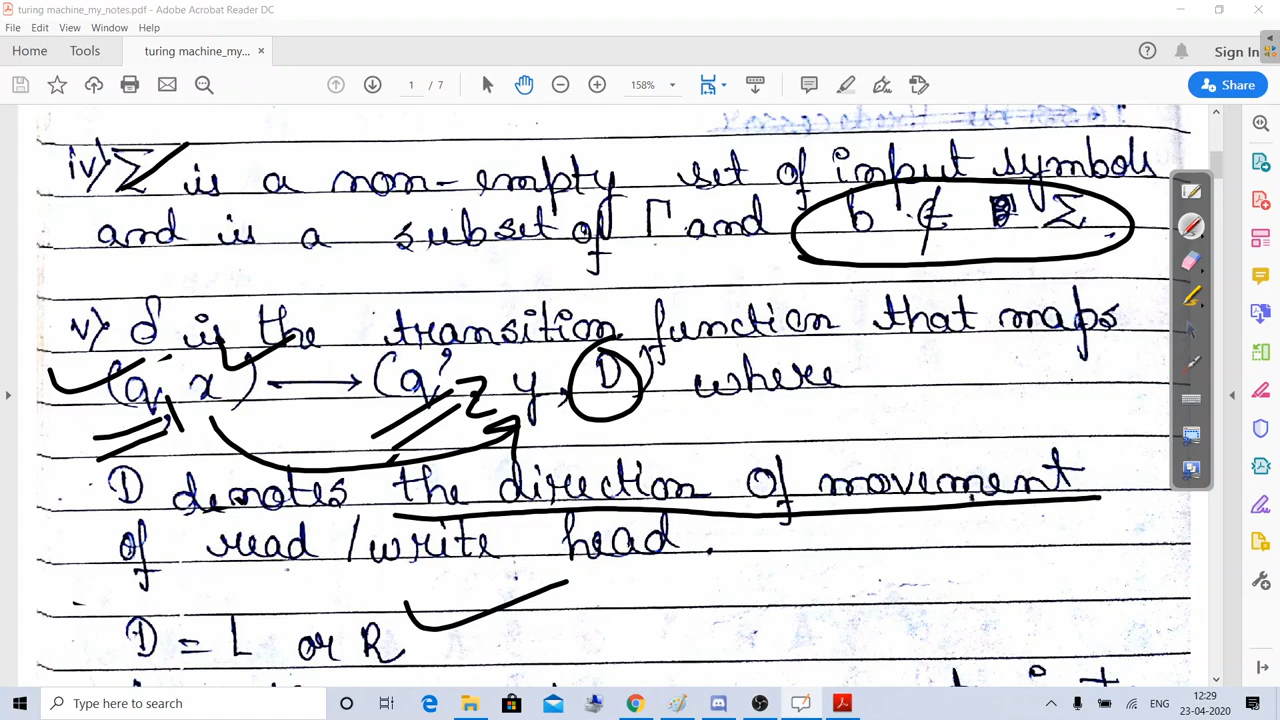 turing machine_my_notes.pdf - Adobe Acrobat Reader DC
File Edit View Window Help
Home Tools turing machine_my... × Sign In
1 / 7 158% Share
iv) Σ is a non-empty set of input symbols
and is a subset of Γ and b ∉ Σ
v) δ is the transition function that maps
(q, x) ⟷ (q', y, D) where
D denotes the direction of movement
of read/write head.
D = L or R
Type here to search
ENG
12:29
23-04-2020